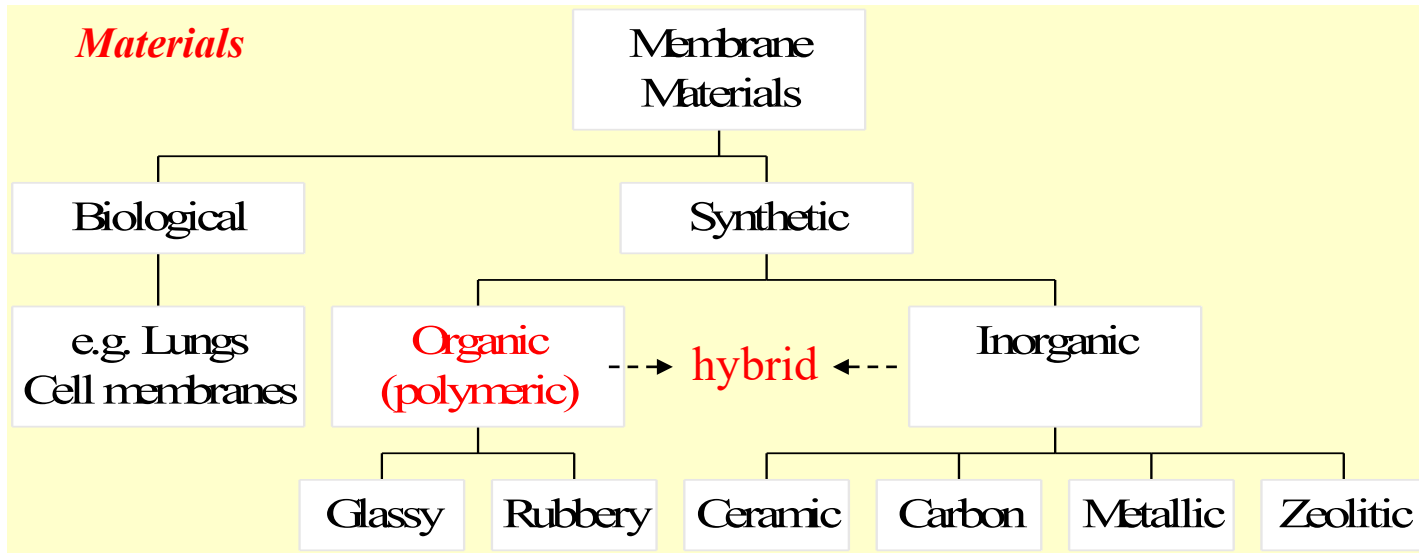 Materials
Membrane
Materials
Biological
Synthetic
e.g. Lungs
Cell membranes
Organic
(polymeric)
hybrid
Inorganic
Glassy
Rubbery
Ceramic
Carbon
Metallic
Zeolitic